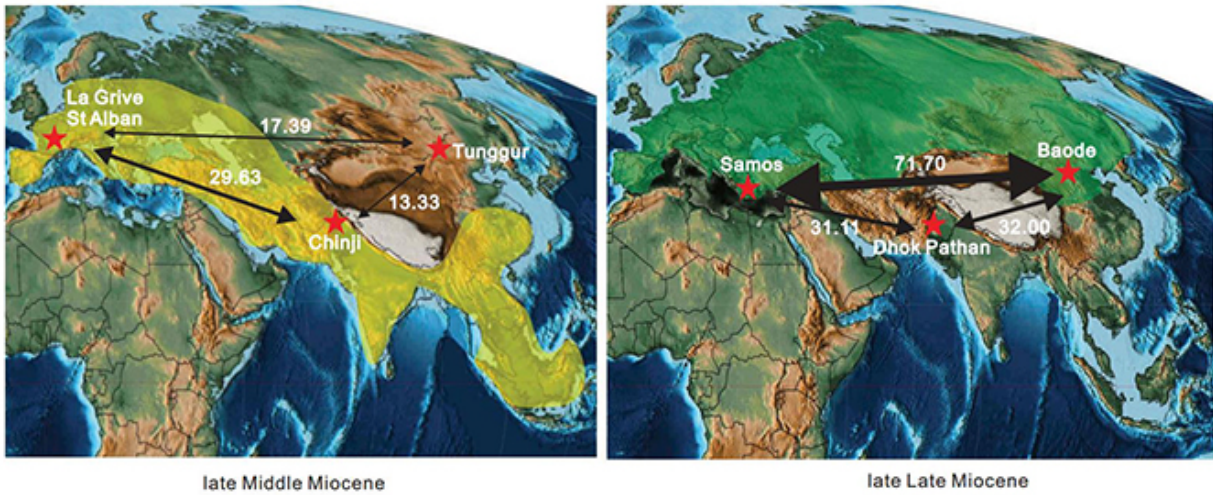 La Grive
St Alban
17.39
Tunggur
29.63
13.33
Chinji
late Middle Miocene
Baode
Samos
71.70
31.11
32.00
Dhok Pathan
late Late Miocene